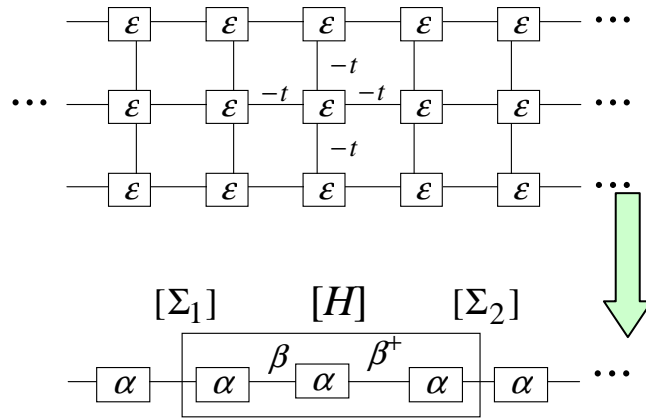 ε ε ε ε ε ...
-t
... ε -t ε -t ε ε ...
-t
ε ε ε ε ε ...
[Σ₁] [H] [Σ₂]
β β⁺
α α α α α ...